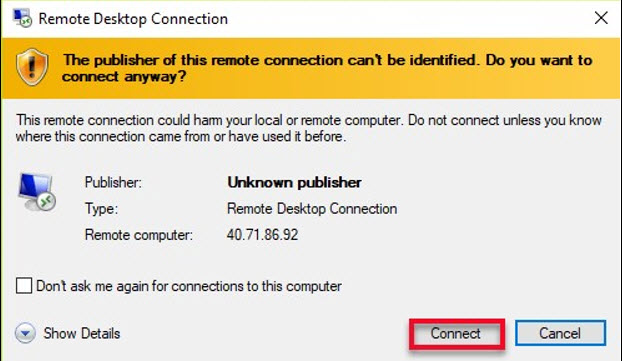 Remote Desktop Connection
The publisher of this remote connection can't be identified. Do you want to
connect anyway?
This remote connection could harm your local or remote computer. Do not connect unless you know
where this connection came from or have used it before.
Publisher: Unknown publisher
Type: Remote Desktop Connection
Remote computer: 40.71.86.92
Don't ask me again for connections to this computer
Show Details Connect Cancel